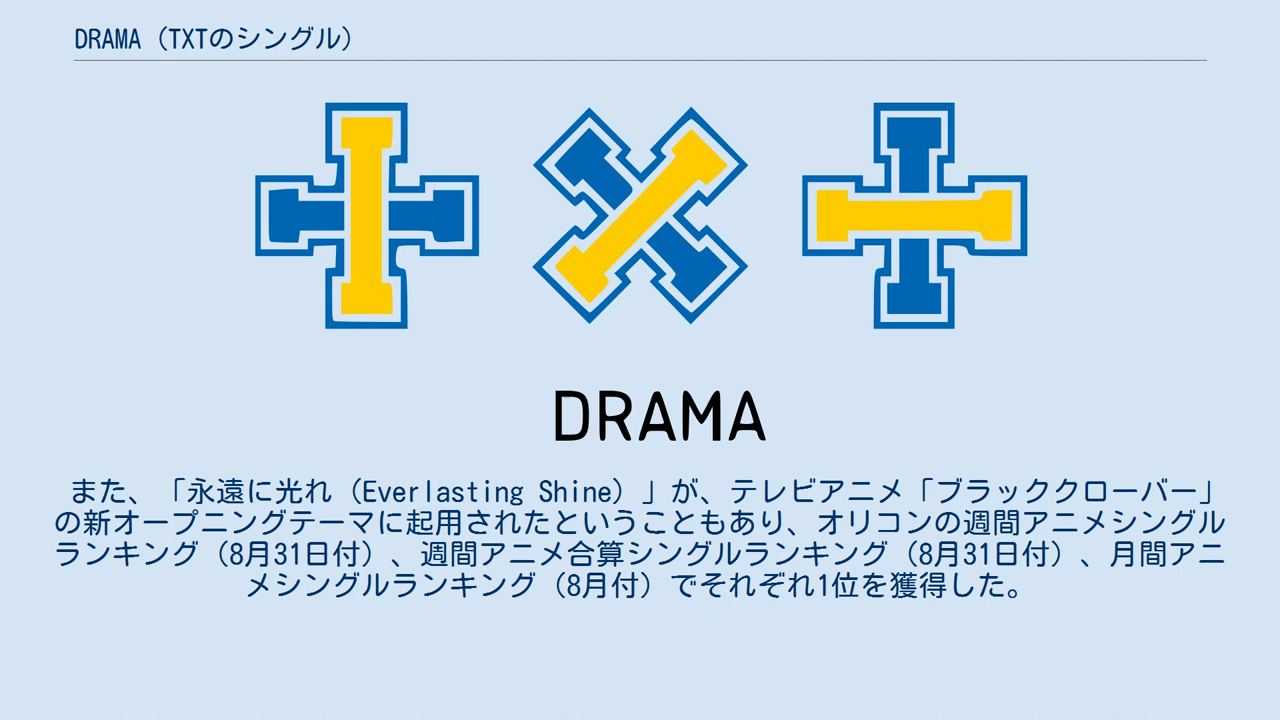 DRAMA（TXTのシングル）
DRAMA
また、「永遠に光れ（Everlasting Shine）」が、テレビアニメ「ブラッククローバー」
の新オープニングテーマに起用されたということもあり、オリコンの週間アニメシングル
ランキング（8月31日付）、週間アニメ合算シングルランキング（8月31日付）、月間アニ
メシングルランキング（8月付）でそれぞれ1位を獲得した。